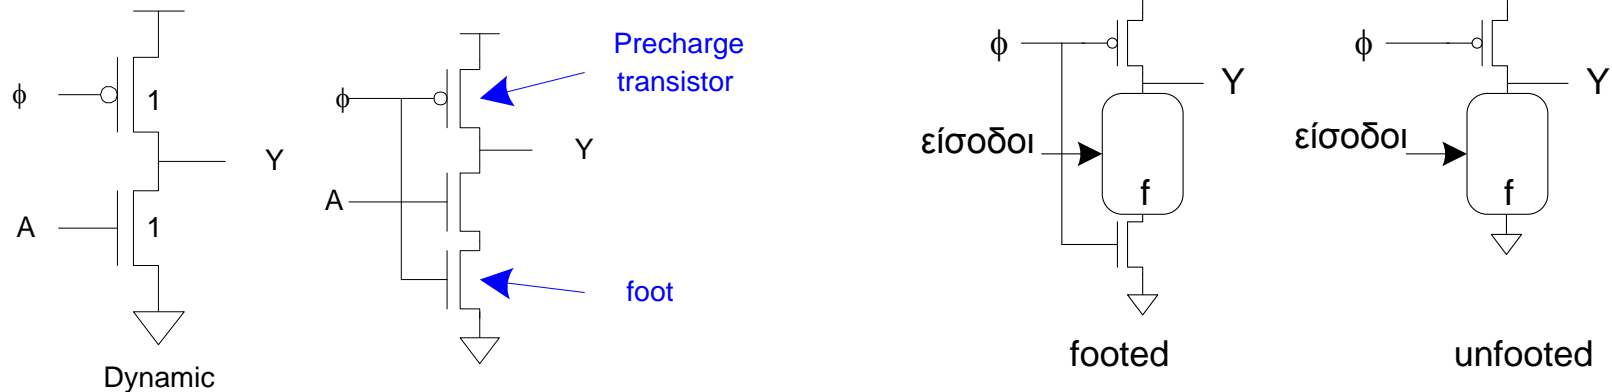 ϕ
1
Y
A
1
Dynamic
ϕ
Precharge
transistor
Y
A
foot
ϕ
Y
είσοδοι
f
footed
ϕ
Y
είσοδοι
f
unfooted